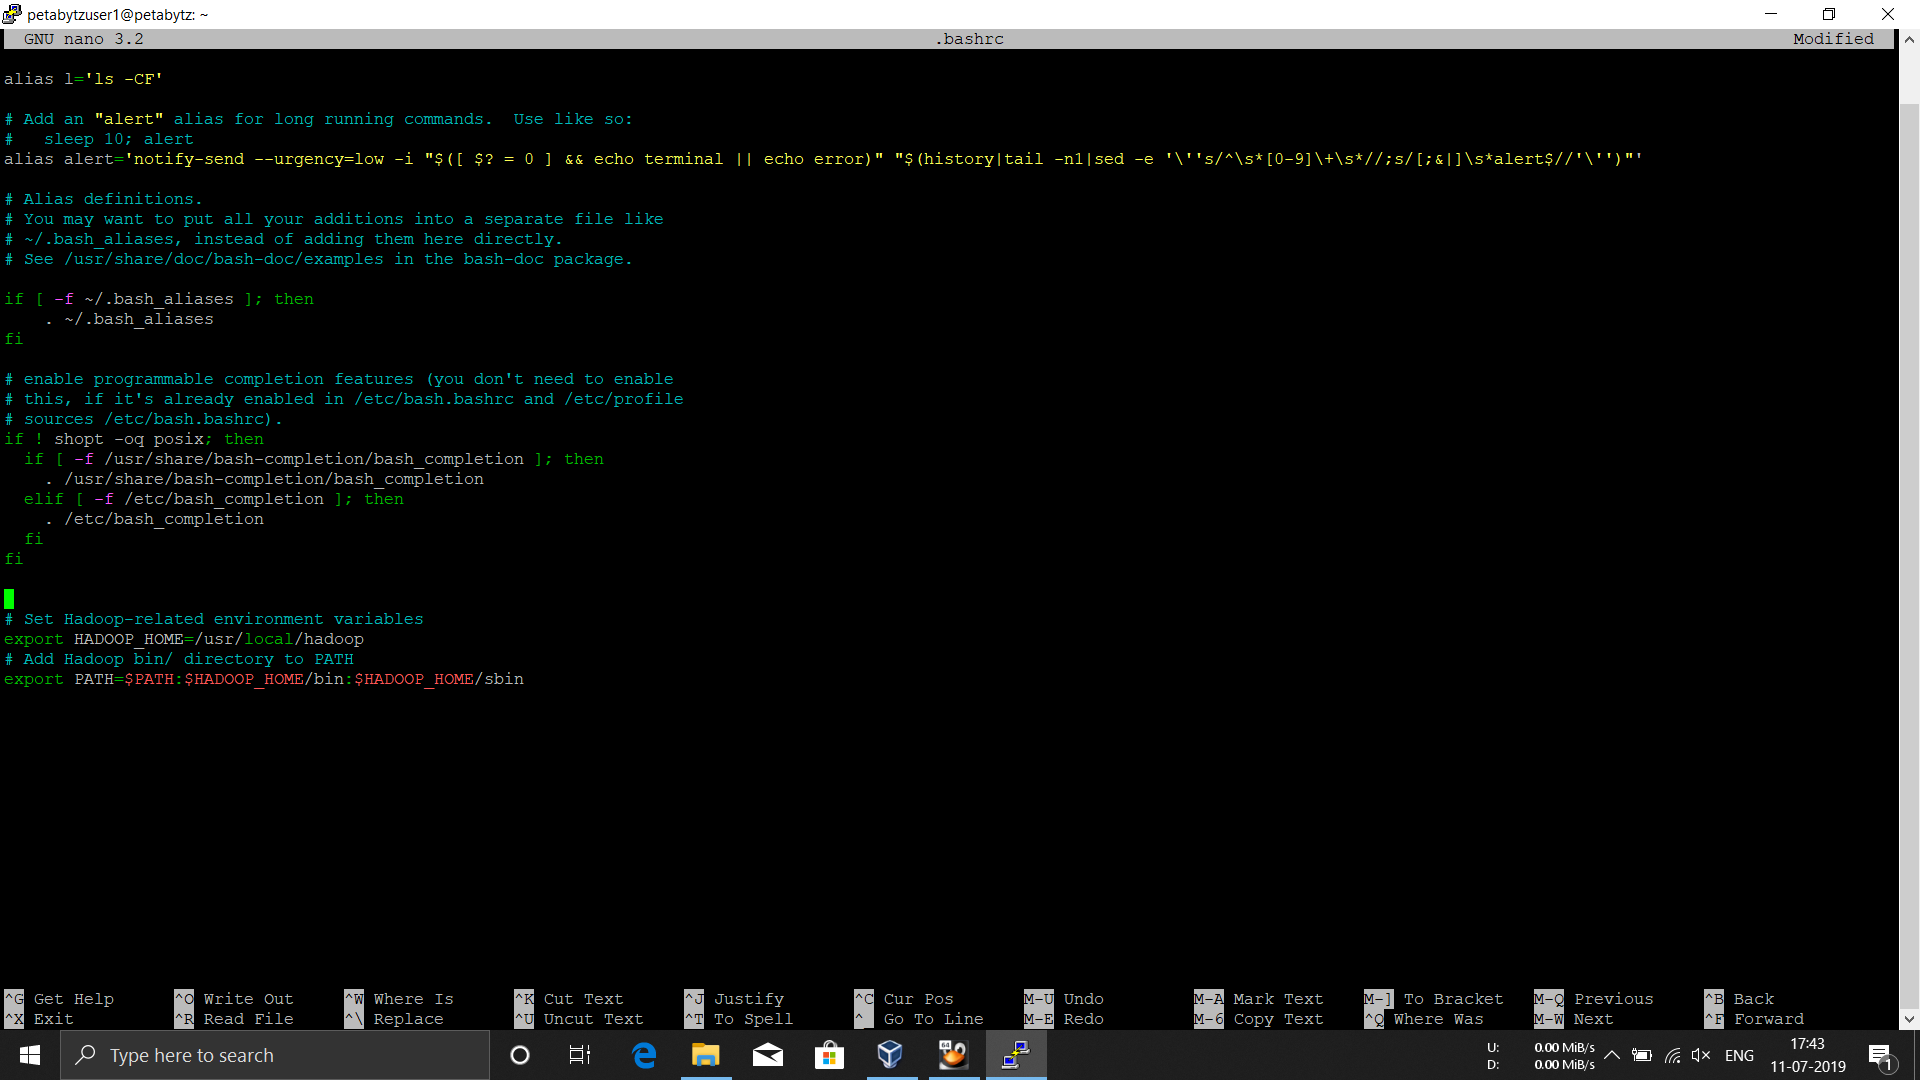 petabytzuser1@petabytz: ~
GNU nano 3.2 .bashrc Modified
alias l='ls -CF'
# Add an "alert" alias for long running commands.  Use like so:
#   sleep 10; alert
alias alert='notify-send --urgency=low -i "$([ $? = 0 ] && echo terminal || echo error)" "$(history|tail -n1|sed -e '\''s/^\s*[0-9]\+\s*//;s/[;&|]\s*alert$//'\'')"'
# Alias definitions.
# You may want to put all your additions into a separate file like
# ~/.bash_aliases, instead of adding them here directly.
# See /usr/share/doc/bash-doc/examples in the bash-doc package.
if [ -f ~/.bash_aliases ]; then
    . ~/.bash_aliases
fi
# enable programmable completion features (you don't need to enable
# this, if it's already enabled in /etc/bash.bashrc and /etc/profile
# sources /etc/bash.bashrc).
if ! shopt -oq posix; then
  if [ -f /usr/share/bash-completion/bash_completion ]; then
    . /usr/share/bash-completion/bash_completion
  elif [ -f /etc/bash_completion ]; then
    . /etc/bash_completion
  fi
fi
# Set Hadoop-related environment variables
export HADOOP_HOME=/usr/local/hadoop
# Add Hadoop bin/ directory to PATH
export PATH=$PATH:$HADOOP_HOME/bin:$HADOOP_HOME/sbin
^G Get Help ^O Write Out ^W Where Is ^K Cut Text ^J Justify ^C Cur Pos M-U Undo M-A Mark Text M-] To Bracket M-Q Previous ^B Back
^X Exit ^R Read File ^\ Replace ^U Uncut Text ^T To Spell ^_ Go To Line M-E Redo M-6 Copy Text ^Q Where Was M-W Next ^F Forward
Type here to search
U: 0.00 MiB/s
D: 0.00 MiB/s
64
ENG
17:43
11-07-2019
1